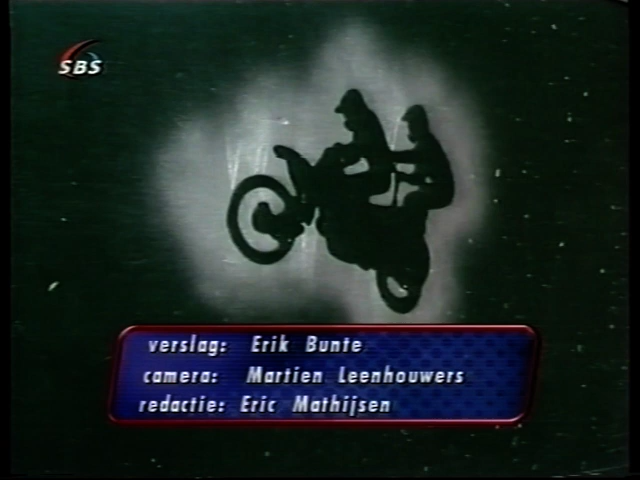 SBS
verslag: Erik Bunte
camera: Martien Leenhouwers
redactie: Eric Mathijsen